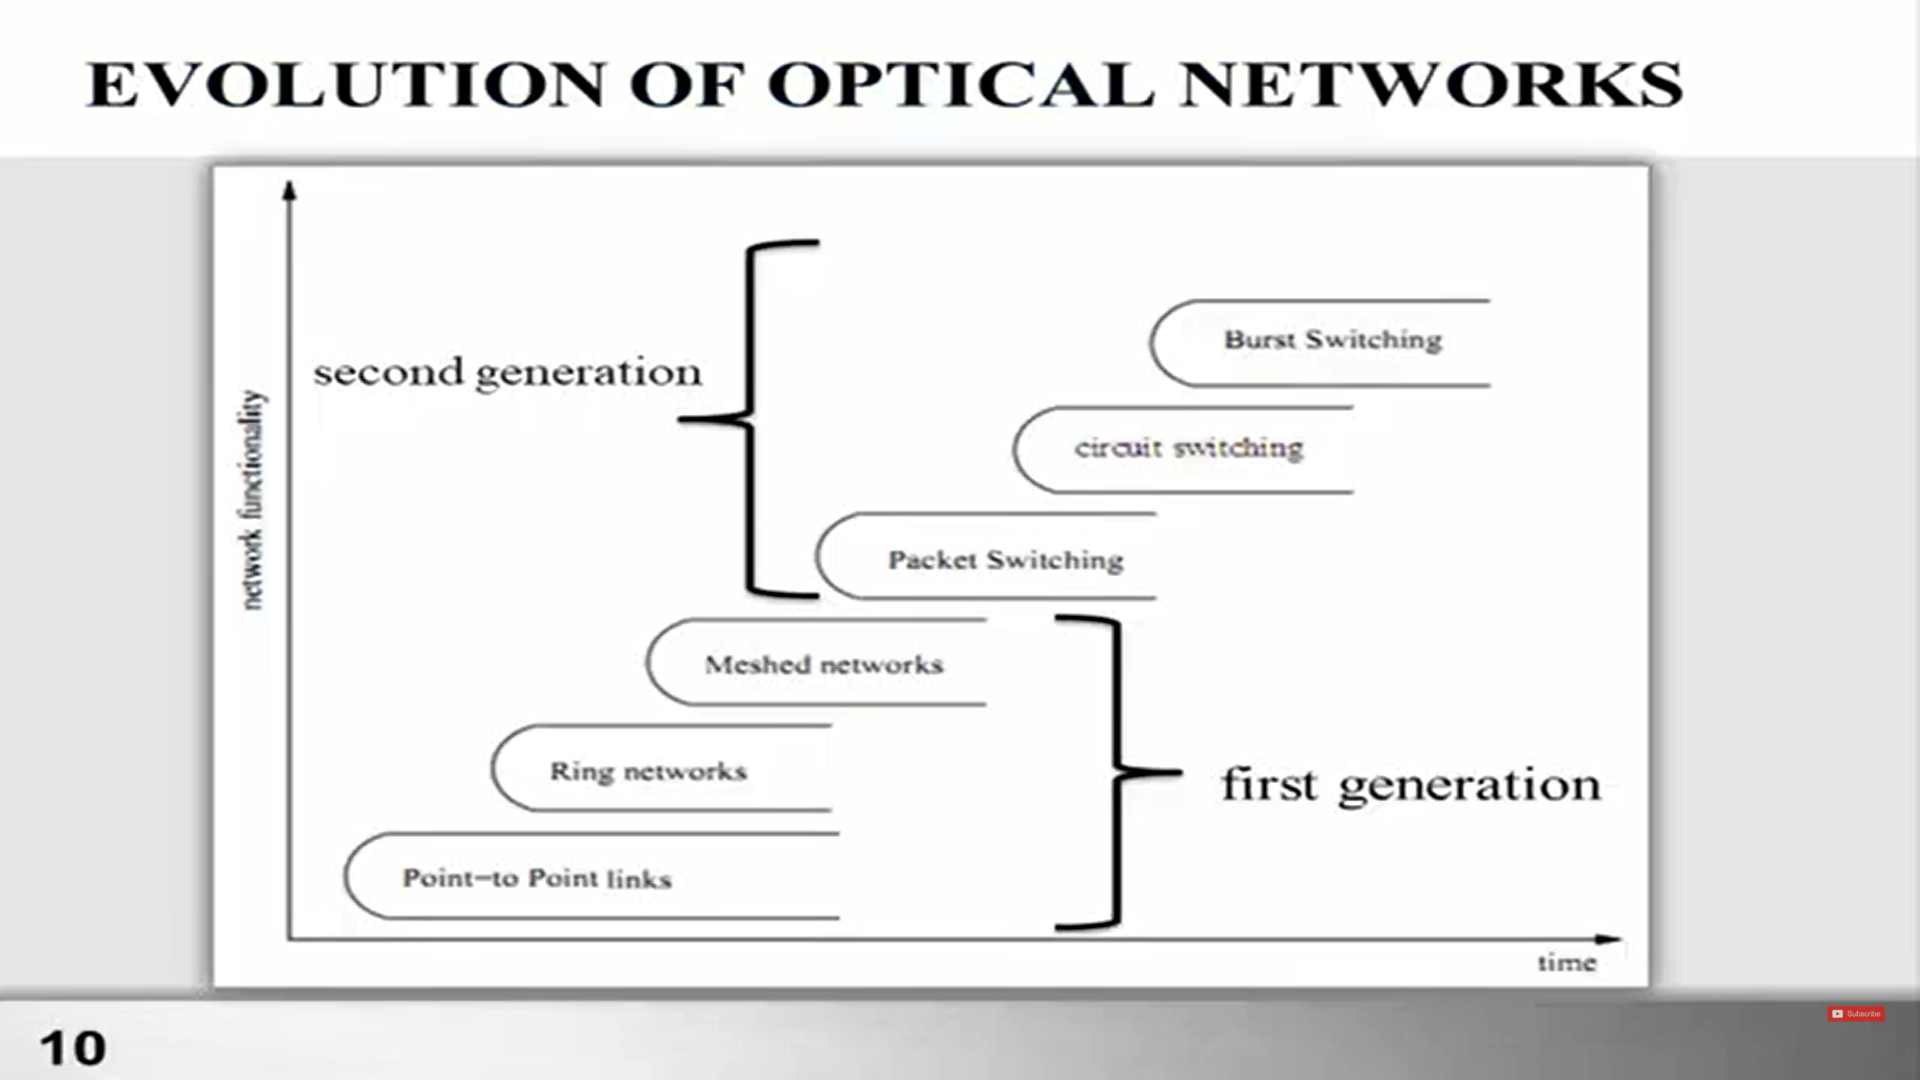 EVOLUTION OF OPTICAL NETWORKS
network functionality
second generation
Burst Switching
circuit switching
Packet Switching
Meshed networks
Ring networks
first generation
Point-to Point links
time
Subscribe
10